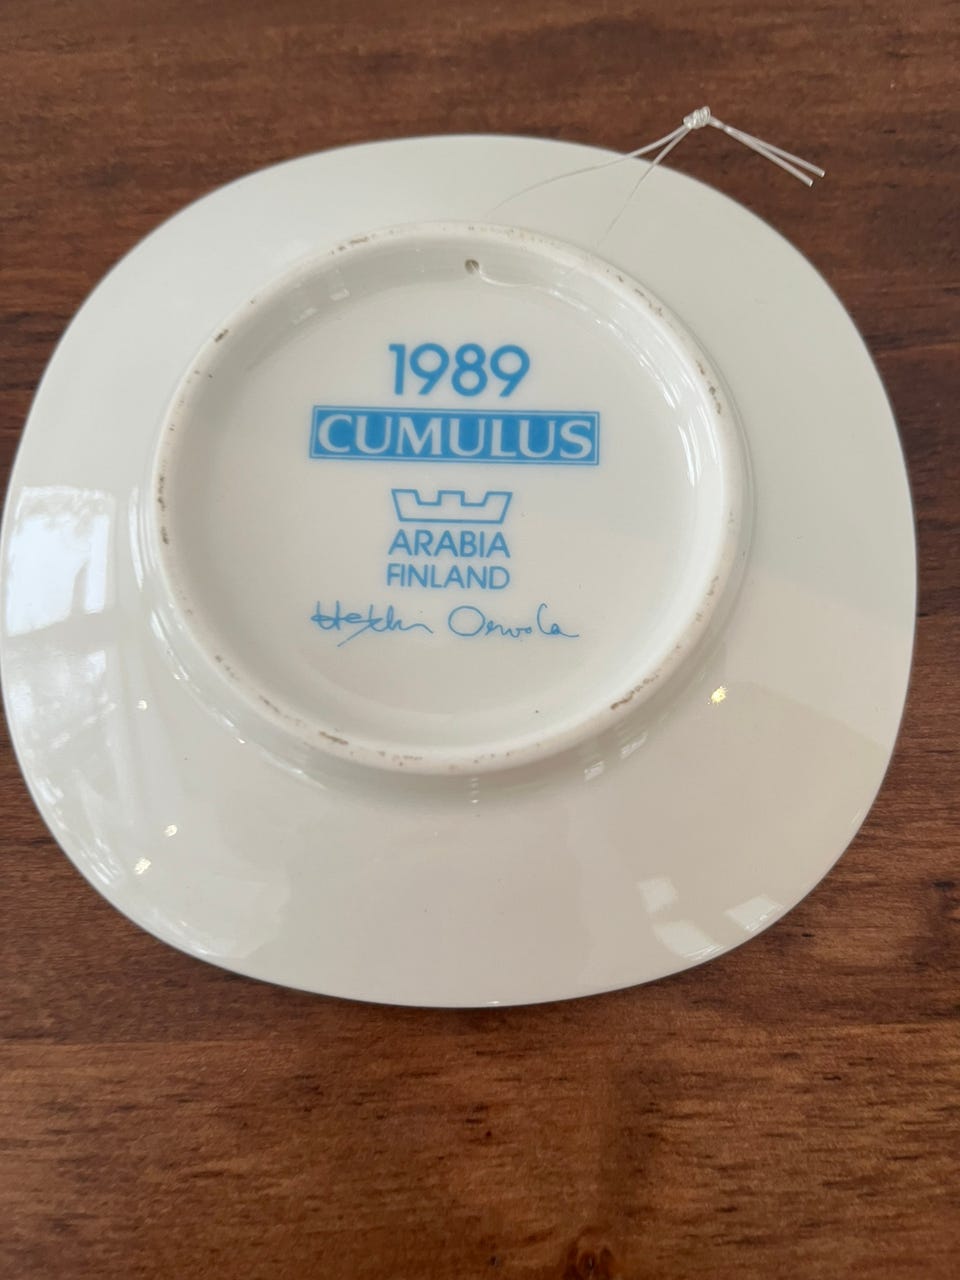 1989
CUMULUS
ARABIA
FINLAND
Heikki Orvola